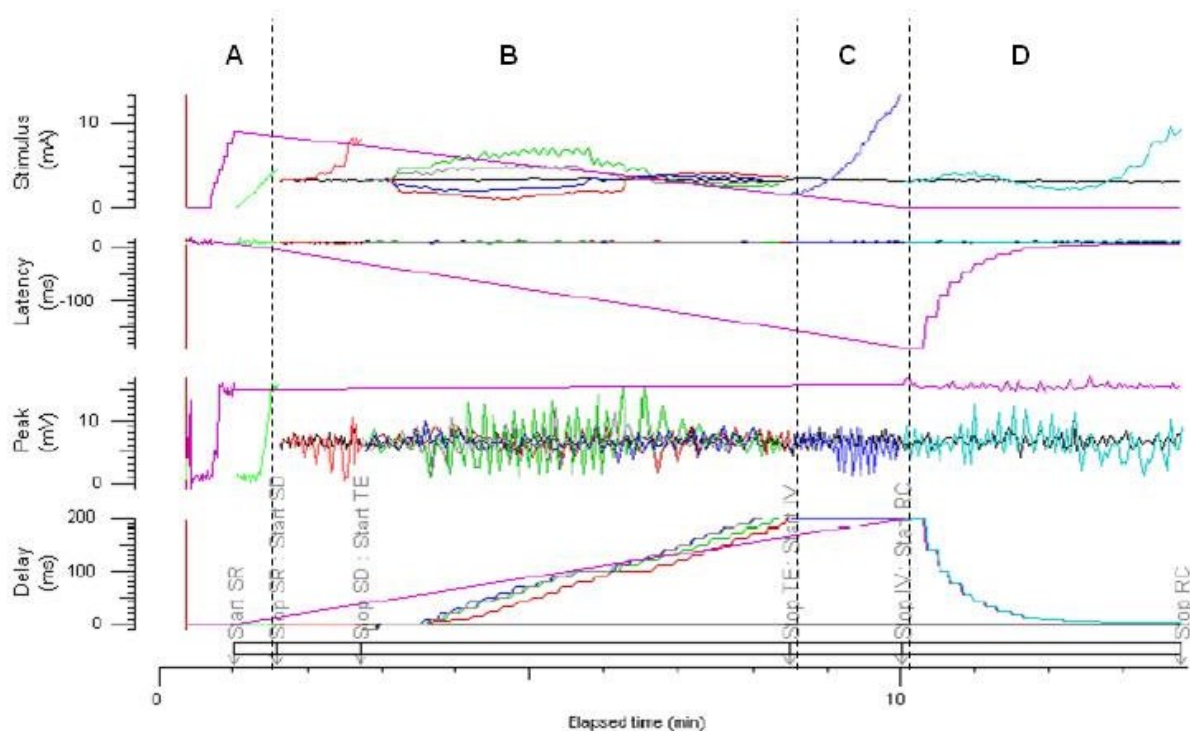 A
B
C
D
Stimulus
(mA)
10
0
Latency
(ms)
0
-100
Peak
(mV)
10
0
Delay
(ms)
200
100
0
Start SR
Stop SR : Start SD
Stop SD : Start TE
Stop TE : Start IV
Stop IV : Start RC
Stop RC
0
10
Elapsed time (min)